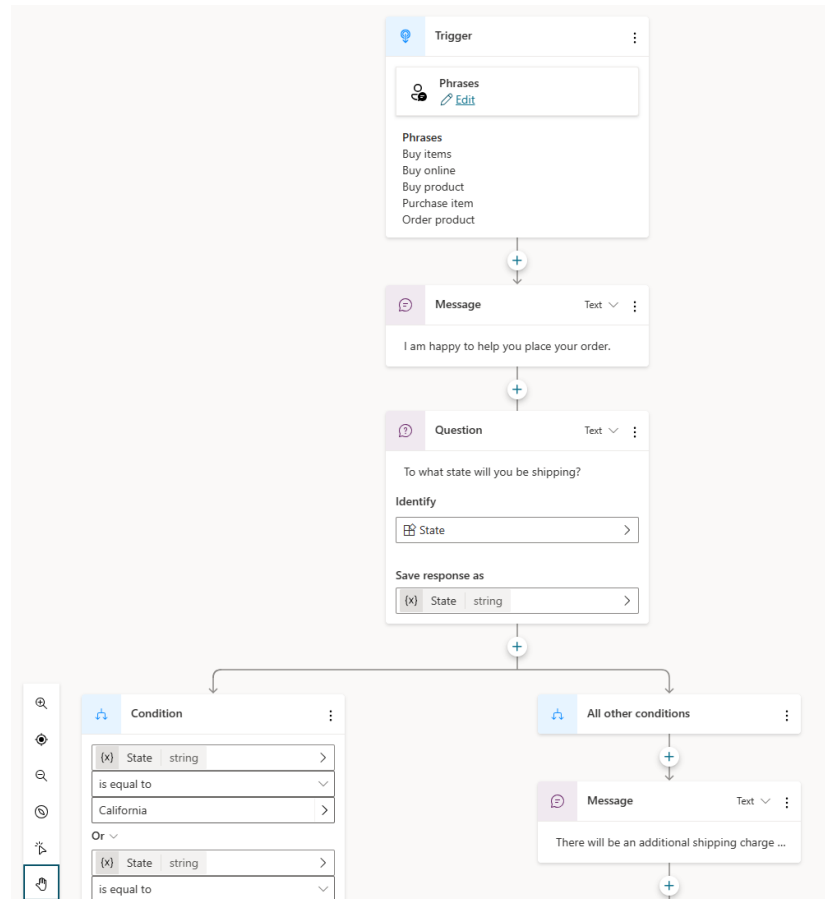 Trigger
Phrases
Edit
Phrases
Buy items
Buy online
Buy product
Purchase item
Order product
Message Text
I am happy to help you place your order.
Question Text
To what state will you be shipping?
Identify
State
Save response as
{x} State string
Condition
{x} State string
is equal to
California
Or
{x} State string
is equal to
All other conditions
Message Text
There will be an additional shipping charge ...